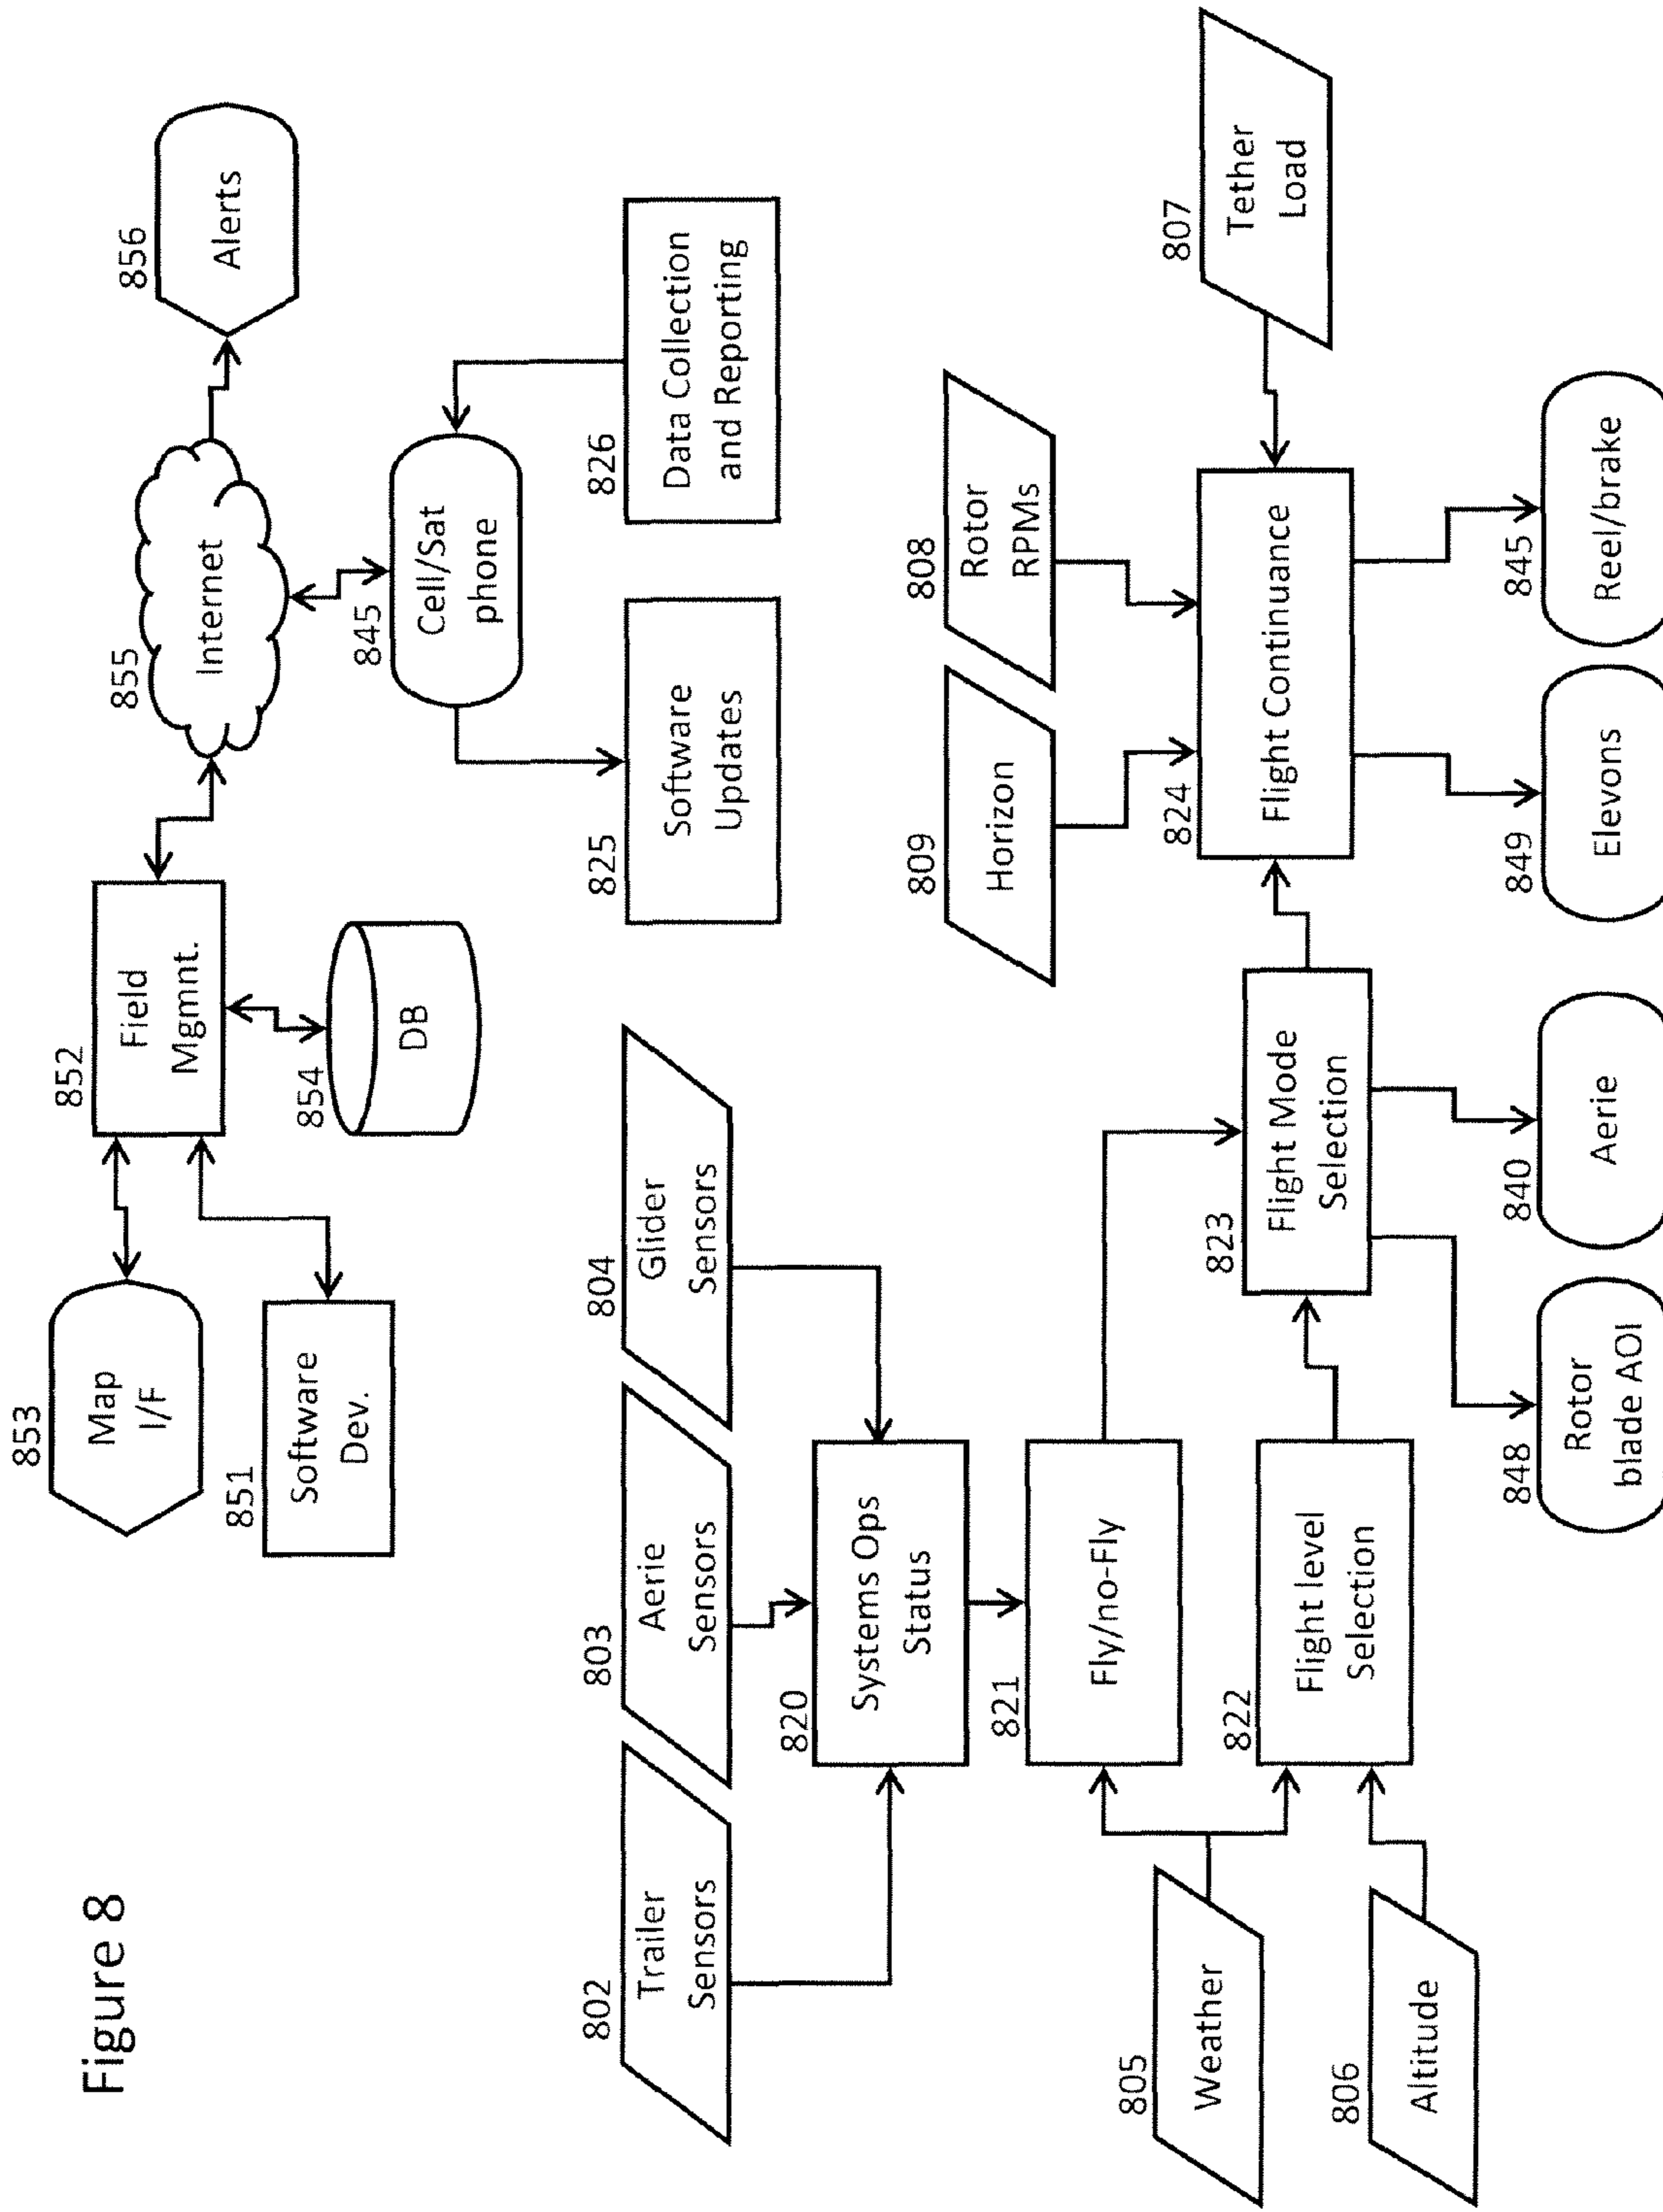 Figure 8
853
Map
I/F
851
Software
Dev.
852
Field
Mgmnt.
854
DB
855
Internet
856
Alerts
845
Cell/Sat
phone
825
Software
Updates
826
Data Collection
and Reporting
802
Trailer
Sensors
803
Aerie
Sensors
804
Glider
Sensors
820
Systems Ops
Status
821
Fly/no-Fly
805
Weather
806
Altitude
822
Flight level
Selection
823
Flight Mode
Selection
848
Rotor
blade AOI
840
Aerie
809
Horizon
808
Rotor
RPMs
807
Tether
Load
824
Flight Continuance
849
Elevons
845
Reel/brake